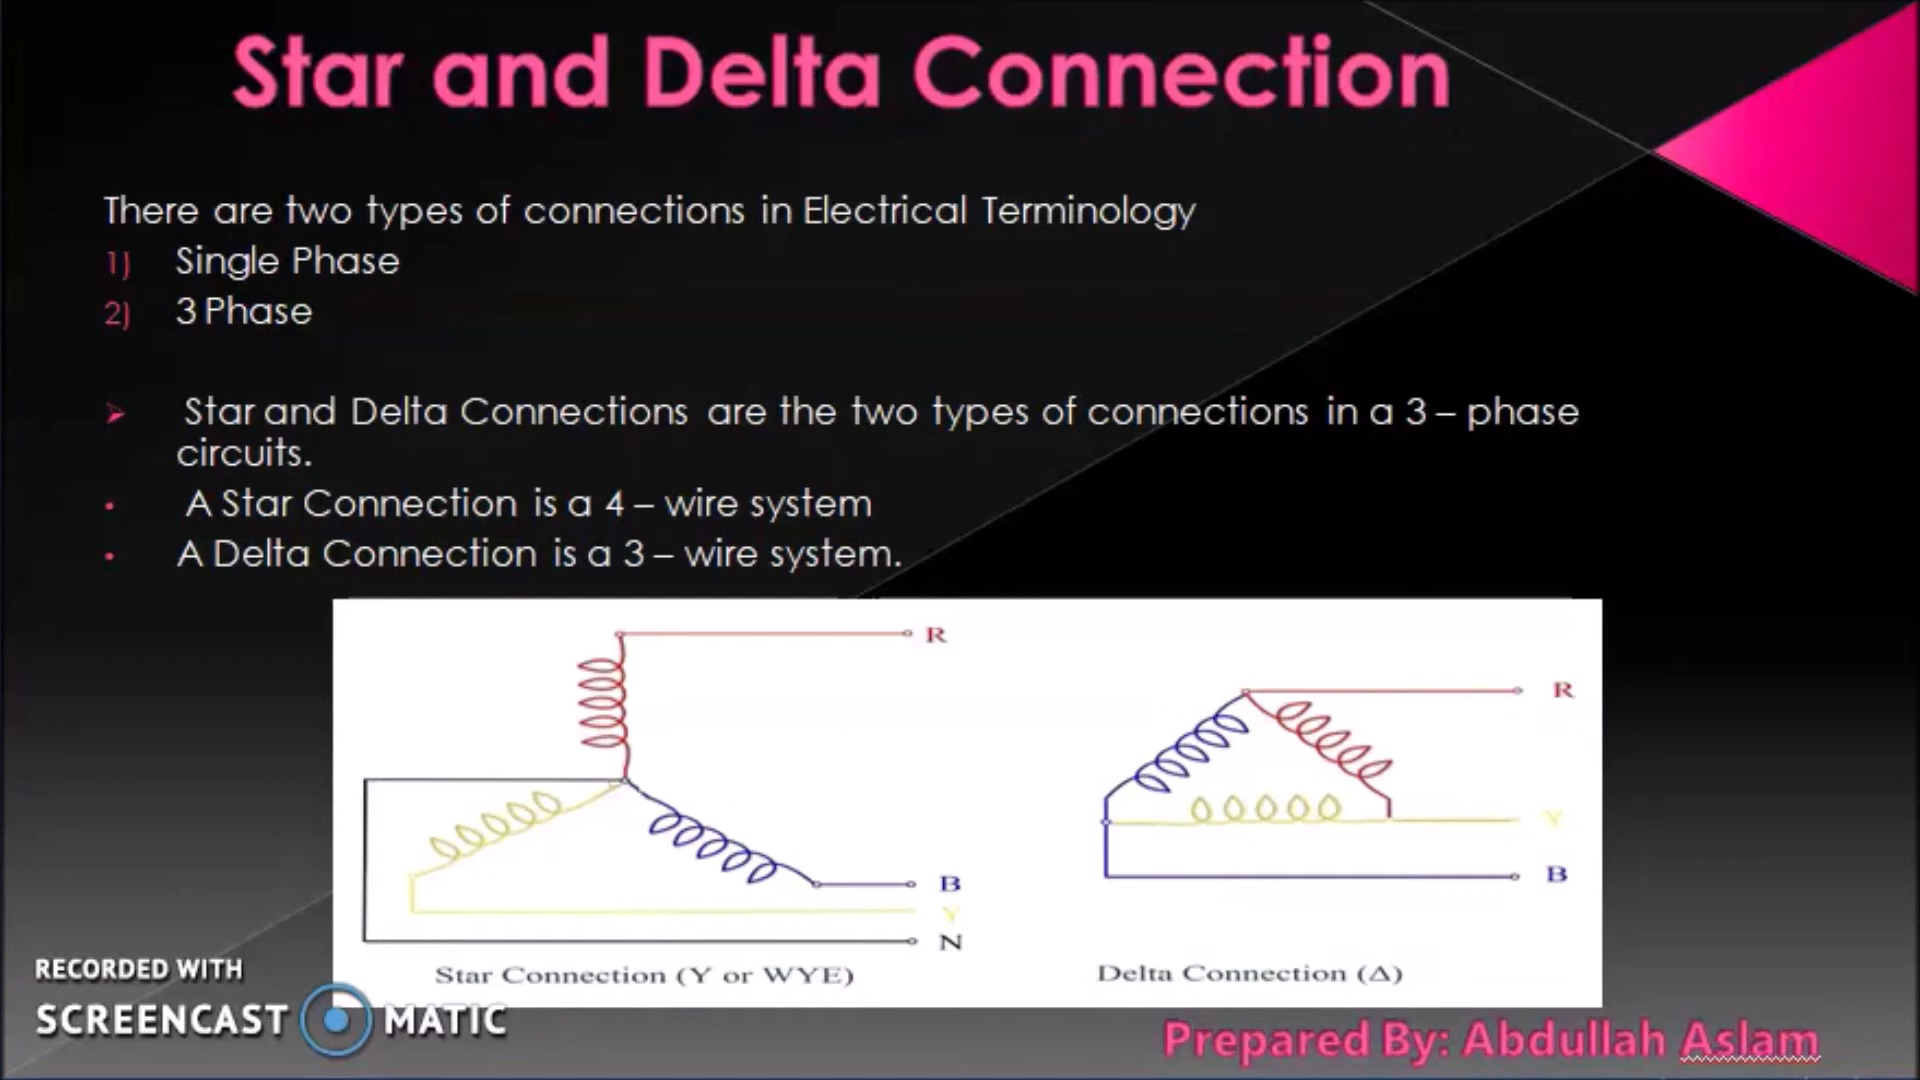 Star and Delta Connection
There are two types of connections in Electrical Terminology
1) Single Phase
2) 3 Phase
➢ Star and Delta Connections are the two types of connections in a 3 – phase
circuits.
• A Star Connection is a 4 – wire system
• A Delta Connection is a 3 – wire system.
R
B
Y
N
Star Connection (Y or WYE)
R
Y
B
Delta Connection (Δ)
RECORDED WITH
SCREENCAST MATIC
Prepared By: Abdullah Aslam